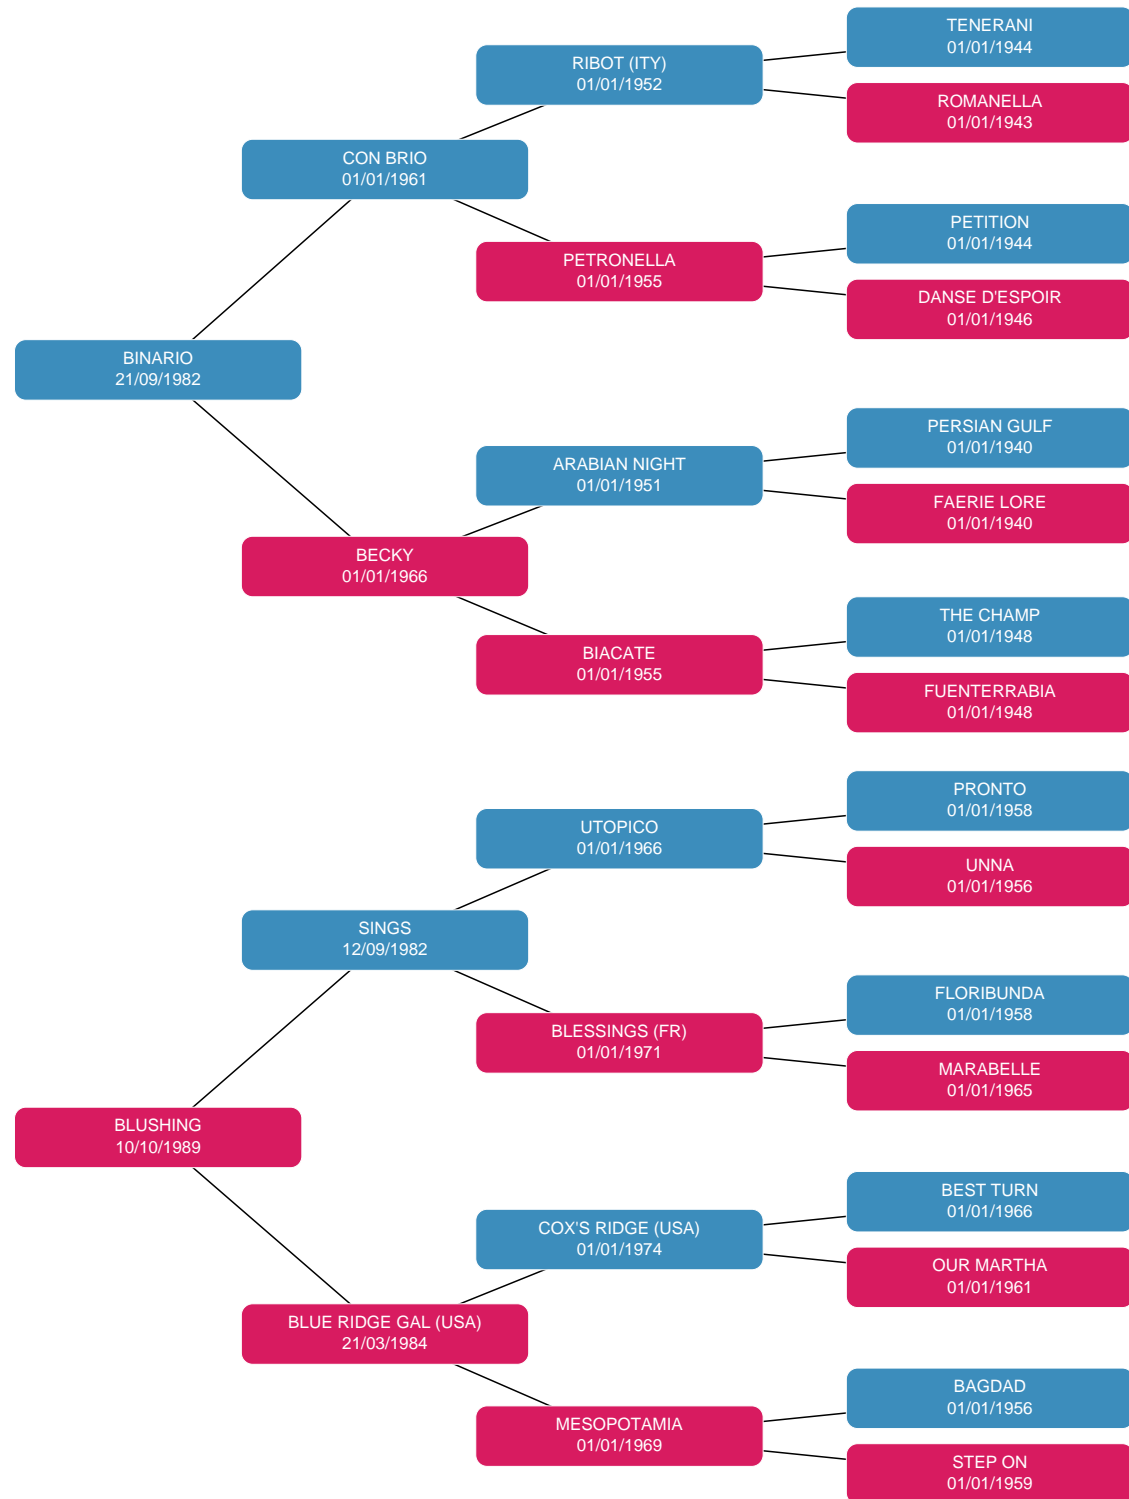 TENERANI
01/01/1944
RIBOT (ITY)
01/01/1952
ROMANELLA
01/01/1943
CON BRIO
01/01/1961
PETITION
01/01/1944
PETRONELLA
01/01/1955
DANSE D'ESPOIR
01/01/1946
BINARIO
21/09/1982
PERSIAN GULF
01/01/1940
ARABIAN NIGHT
01/01/1951
FAERIE LORE
01/01/1940
BECKY
01/01/1966
THE CHAMP
01/01/1948
BIACATE
01/01/1955
FUENTERRABIA
01/01/1948
PRONTO
01/01/1958
UTOPICO
01/01/1966
UNNA
01/01/1956
SINGS
12/09/1982
FLORIBUNDA
01/01/1958
BLESSINGS (FR)
01/01/1971
MARABELLE
01/01/1965
BLUSHING
10/10/1989
BEST TURN
01/01/1966
COX'S RIDGE (USA)
01/01/1974
OUR MARTHA
01/01/1961
BLUE RIDGE GAL (USA)
21/03/1984
BAGDAD
01/01/1956
MESOPOTAMIA
01/01/1969
STEP ON
01/01/1959